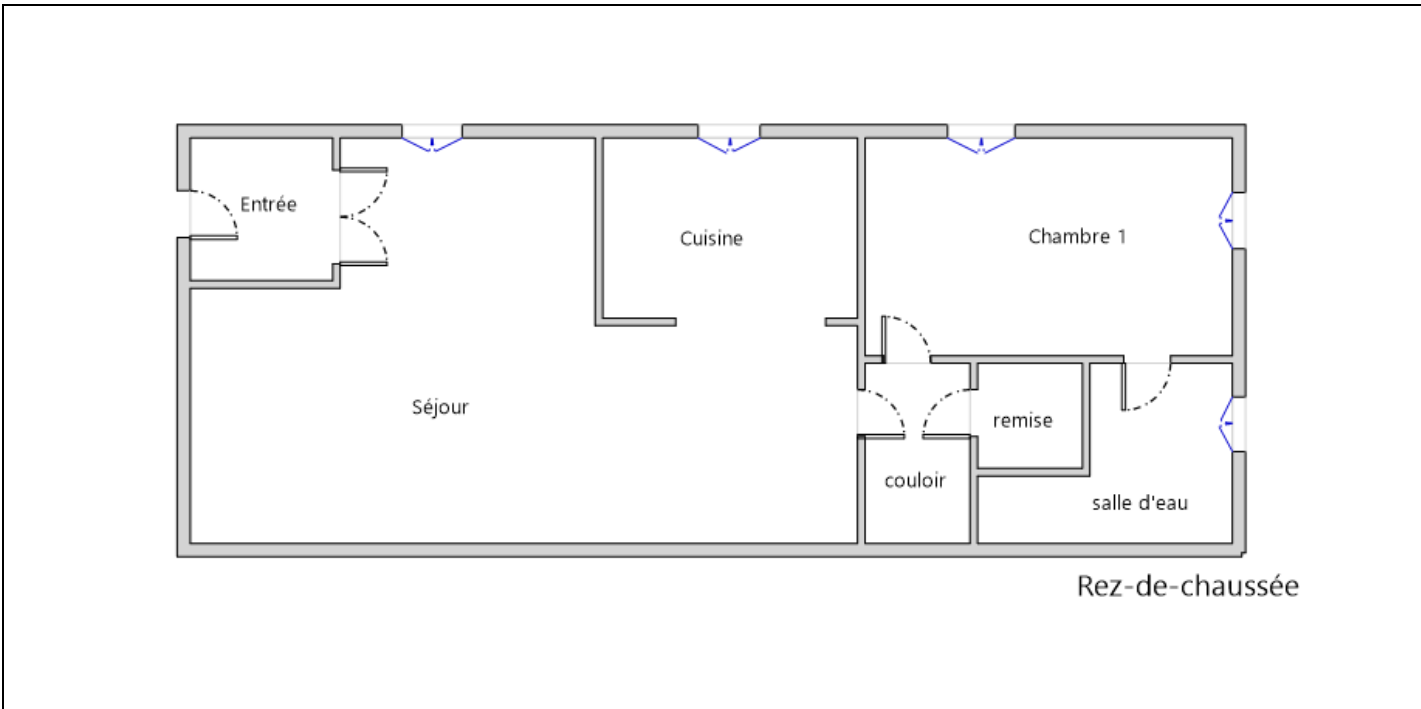 Entrée
Cuisine
Chambre 1
Séjour
remise
couloir
salle d'eau
Rez-de-chaussée